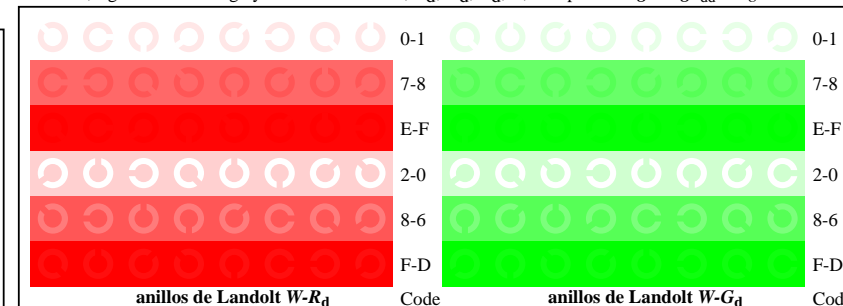 0-1 0-1
7-8 7-8
E-F E-F
2-0 2-0
8-6 8-6
F-D F-D
anillos de Landolt W-Rd Code anillos de Landolt W-Gd